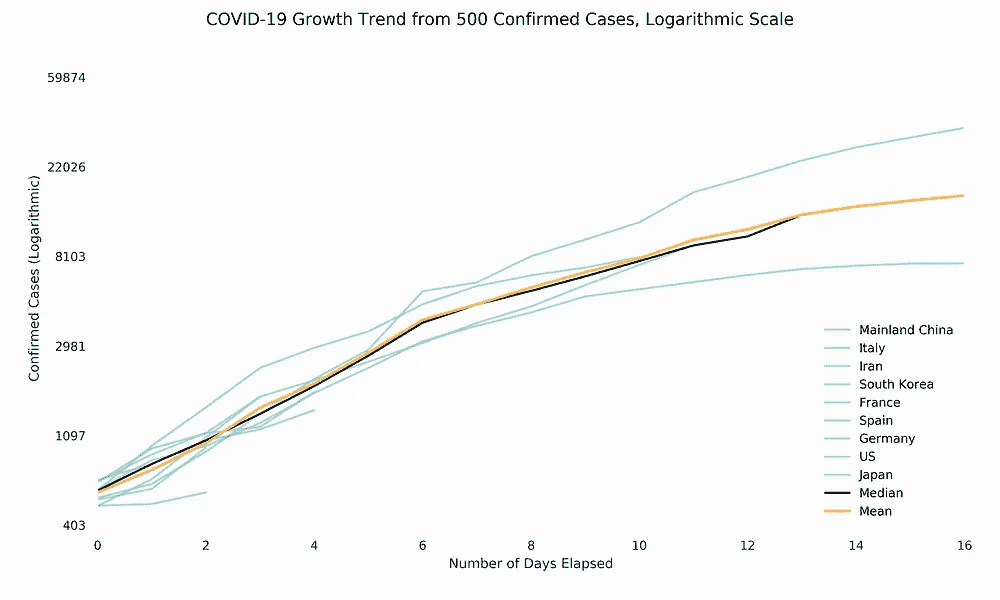 COVID-19 Growth Trend from 500 Confirmed Cases, Logarithmic Scale
59874
22026
8103
2981
1097
403
Confirmed Cases (Logarithmic)
Mainland China
Italy
Iran
South Korea
France
Spain
Germany
US
Japan
Median
Mean
0 2 4 6 8 10 12 14 16
Number of Days Elapsed